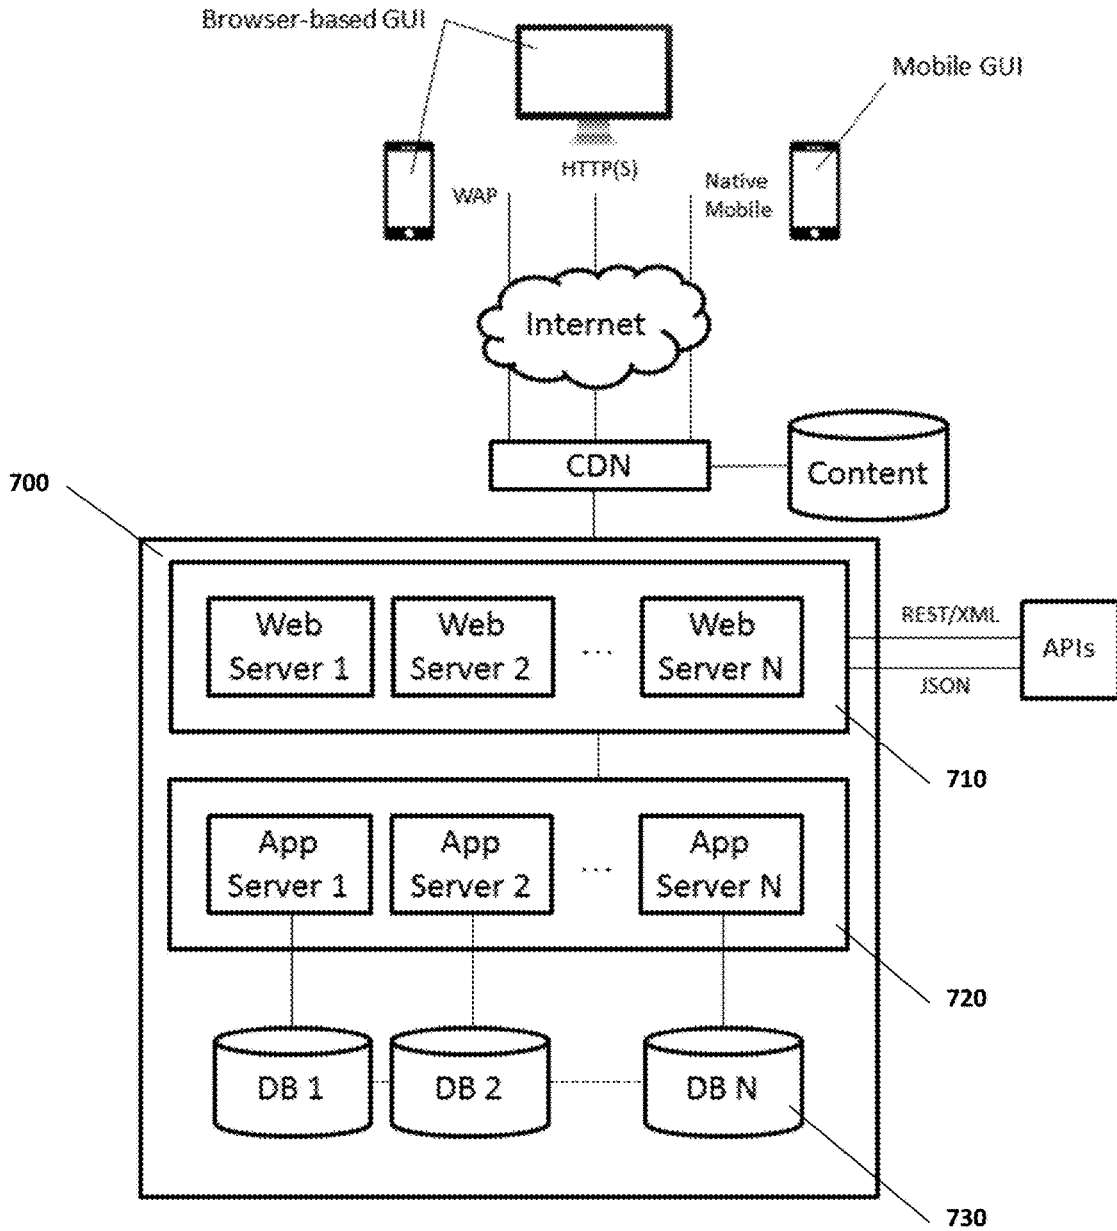 Browser-based GUI
Mobile GUI
HTTP(S)
WAP
Native
Mobile
Internet
CDN
Content
700
Web
Server 1
Web
Server 2
...
Web
Server N
REST/XML
JSON
APIs
710
App
Server 1
App
Server 2
...
App
Server N
720
DB 1
DB 2
DB N
730